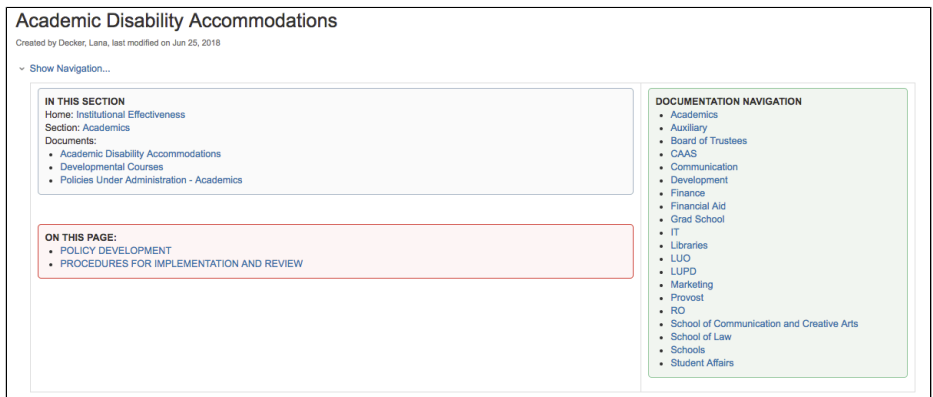 Academic Disability Accommodations
Created by Decker, Lana, last modified on Jun 25, 2018
Show Navigation...
IN THIS SECTION
Home: Institutional Effectiveness
Section: Academics
Documents:
• Academic Disability Accommodations
• Developmental Courses
• Policies Under Administration - Academics
ON THIS PAGE:
• POLICY DEVELOPMENT
• PROCEDURES FOR IMPLEMENTATION AND REVIEW
DOCUMENTATION NAVIGATION
• Academics
• Auxiliary
• Board of Trustees
• CAAS
• Communication
• Development
• Finance
• Financial Aid
• Grad School
• IT
• Libraries
• LUO
• LUPD
• Marketing
• Provost
• RO
• School of Communication and Creative Arts
• School of Law
• Schools
• Student Affairs